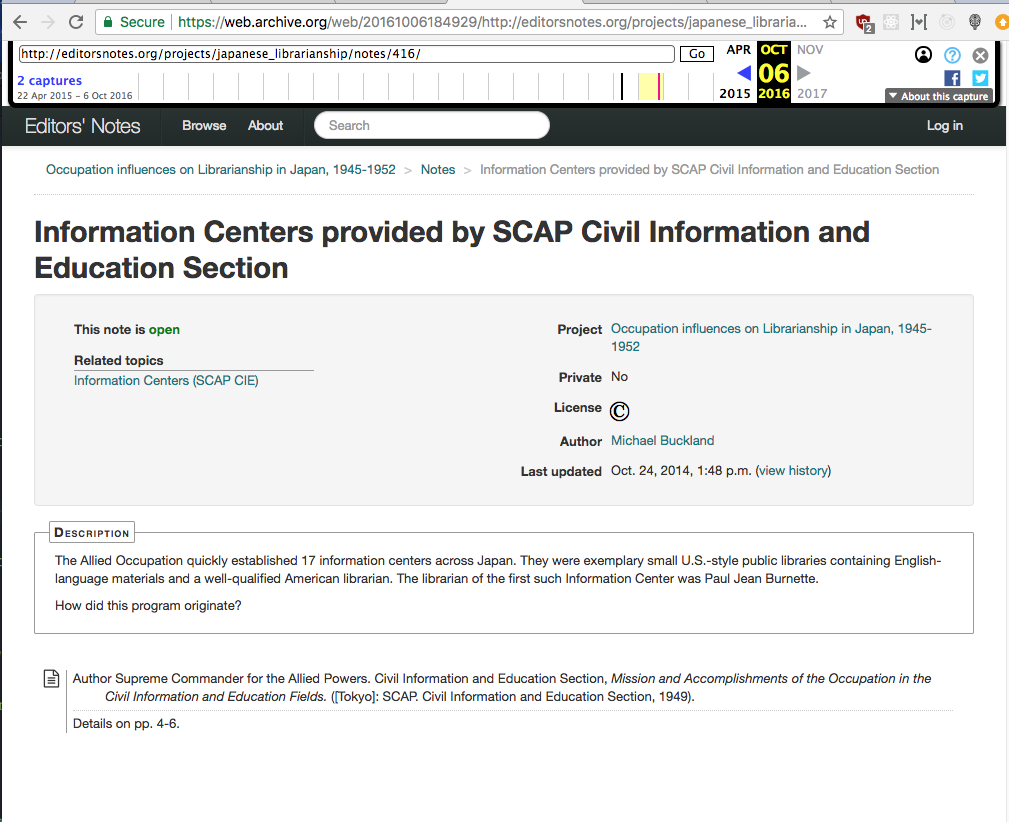 Secure https://web.archive.org/web/20161006184929/http://editorsnotes.org/projects/japanese_libraria...
2
http://editorsnotes.org/projects/japanese_librarianship/notes/416/ Go APR OCT NOV
2 captures 06
22 Apr 2015 – 6 Oct 2016 2015 2016 2017 About this capture
Editors' Notes Browse About Search Log in
Occupation influences on Librarianship in Japan, 1945-1952 > Notes > Information Centers provided by SCAP Civil Information and Education Section
Information Centers provided by SCAP Civil Information and
Education Section
This note is open
Related topics
Information Centers (SCAP CIE)
Project Occupation influences on Librarianship in Japan, 1945-
1952
Private No
License ©
Author Michael Buckland
Last updated Oct. 24, 2014, 1:48 p.m. (view history)
Description
The Allied Occupation quickly established 17 information centers across Japan. They were exemplary small U.S.-style public libraries containing English-
language materials and a well-qualified American librarian. The librarian of the first such Information Center was Paul Jean Burnette.
How did this program originate?
Author Supreme Commander for the Allied Powers. Civil Information and Education Section, Mission and Accomplishments of the Occupation in the
Civil Information and Education Fields. ([Tokyo]: SCAP. Civil Information and Education Section, 1949).
Details on pp. 4-6.